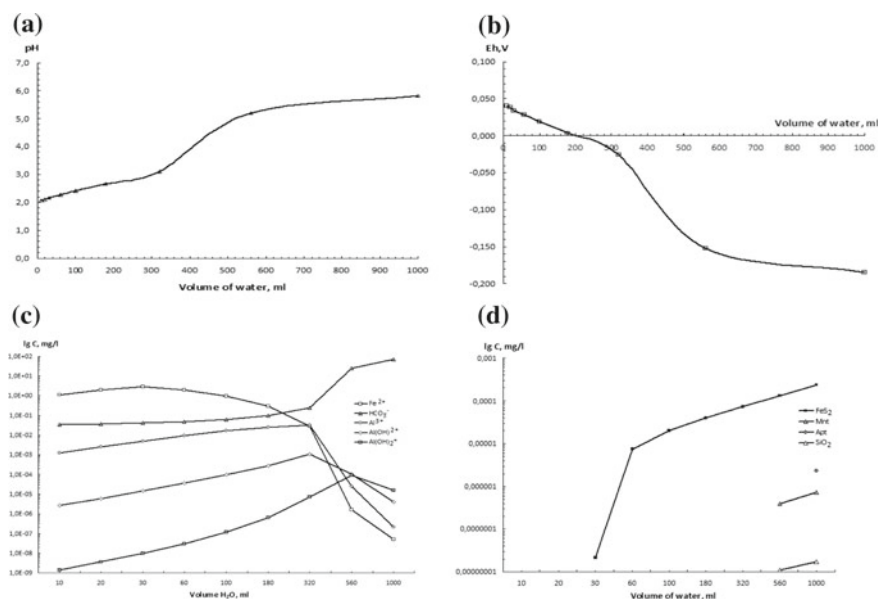 (a)
pH
7,0
6,0
5,0
4,0
3,0
2,0
1,0
0,0
0 100 200 300 400 500 600 700 800 900 1000
Volume of water, ml
(b)
Eh,V
0,100
0,050
0,000
-0,050
-0,100
-0,150
-0,200
Volume of water, ml
0 100 200 300 400 500 600 700 800 900 1000
(c)
lg C, mg/l
1,0E+02
1,0E+01
1,0E+00
1,0E-01
1,0E-02
1,0E-03
1,0E-04
1,0E-05
1,0E-06
1,0E-07
1,0E-08
1,0E-09
Fe 2+
HCO3-
Al3+
Al(OH)2+
Al(OH)2+
10 20 30 60 100 180 320 560 1000
Volume H2O, ml
(d)
lg C, mg/l
0,001
0,0001
0,00001
0,000001
0,0000001
0,00000001
FeS2
Mnt
Apt
SiO2
10 20 30 60 100 180 320 560 1000
Volume of water, ml